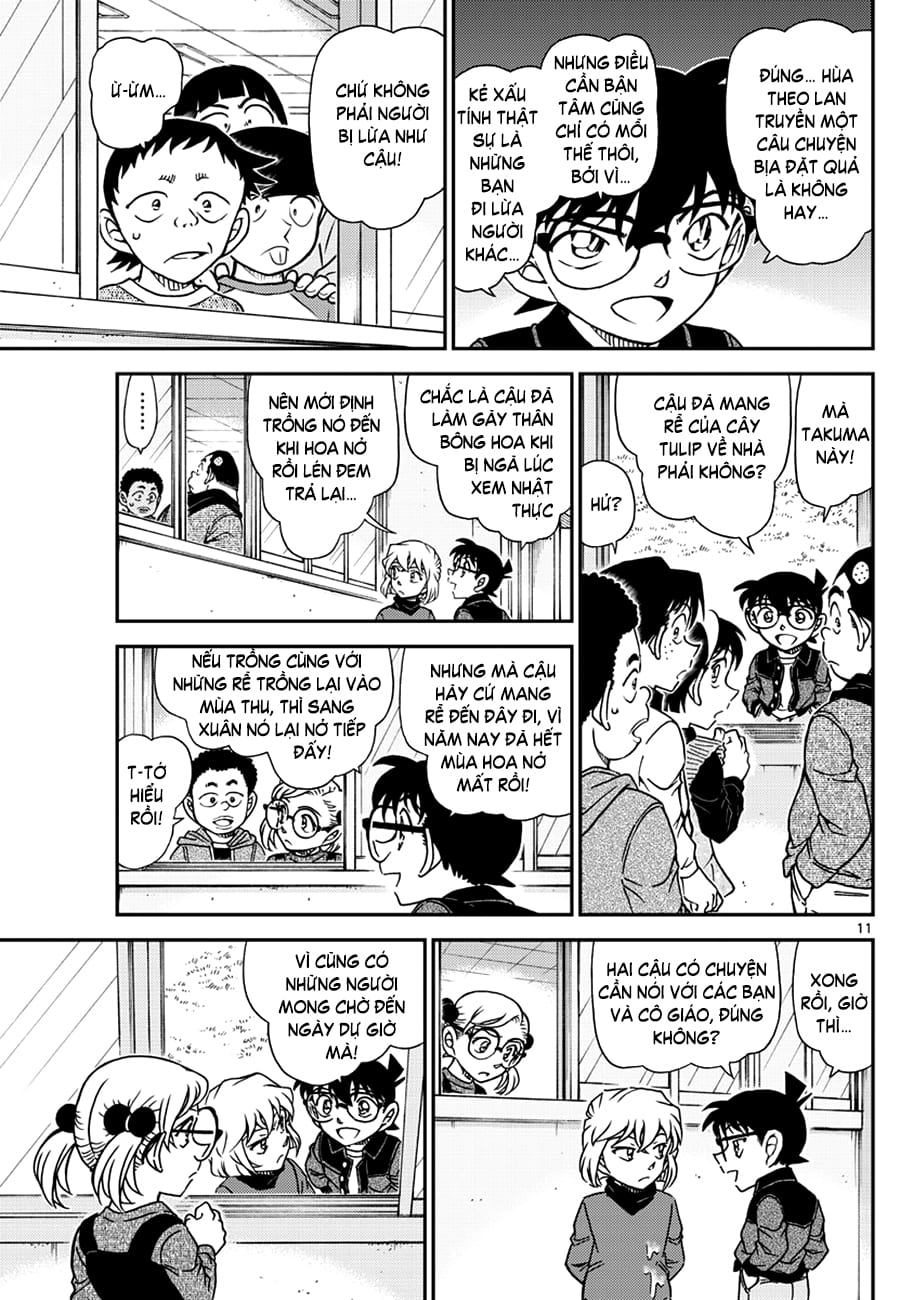 ĐÚNG... HÙA
THEO LAN
TRUYỀN MỘT
CÂU CHUYỆN
BỊA ĐẶT QUẢ
LÀ KHÔNG
HAY...
NHƯNG ĐIỀU
CẦN BẬN
TÂM CŨNG
CHỈ CÓ MỖI
THẾ THÔI,
BỞI VÌ...
KẺ XẤU
TÍNH THẬT
SỰ LÀ
NHỮNG
BẠN
ĐI LỪA
NGƯỜI
KHÁC...
CHỨ KHÔNG
PHẢI NGƯỜI
BỊ LỪA NHƯ
CẬU!
Ừ-ỪM...
MÀ
TAKUMA
NÀY!
CẬU ĐÃ MANG
RỄ CỦA CÂY
TULIP VỀ NHÀ
PHẢI KHÔNG?
HỨ?
CHẮC LÀ CẬU ĐÃ
LÀM GÃY THÂN
BÔNG HOA KHI
BỊ NGÃ LÚC
XEM NHẬT
THỰC
NÊN MỚI ĐỊNH
TRỒNG NÓ ĐẾN
KHI HOA NỞ
RỒI LÉN ĐEM
TRẢ LẠI...
......
NHƯNG MÀ CẬU
HÃY CỨ MANG
RỄ ĐẾN ĐÂY ĐI, VÌ
NĂM NAY ĐÃ HẾT
MÙA HOA NỞ
MẤT RỒI!
NẾU TRỒNG CÙNG VỚI
NHỮNG RỄ TRỒNG LẠI VÀO
MÙA THU, THÌ SANG
XUÂN NÓ LẠI NỞ TIẾP
ĐẤY!
T-TỚ
HIỂU
RỒI!
11
XONG
RỒI, GIỜ
THÌ...
HAI CẬU CÓ CHUYỆN
CẦN NÓI VỚI CÁC BẠN
VÀ CÔ GIÁO, ĐÚNG
KHÔNG?
VÌ CŨNG CÓ
NHỮNG NGƯỜI
MONG CHỜ ĐẾN
NGÀY DỰ GIỜ
MÀ!